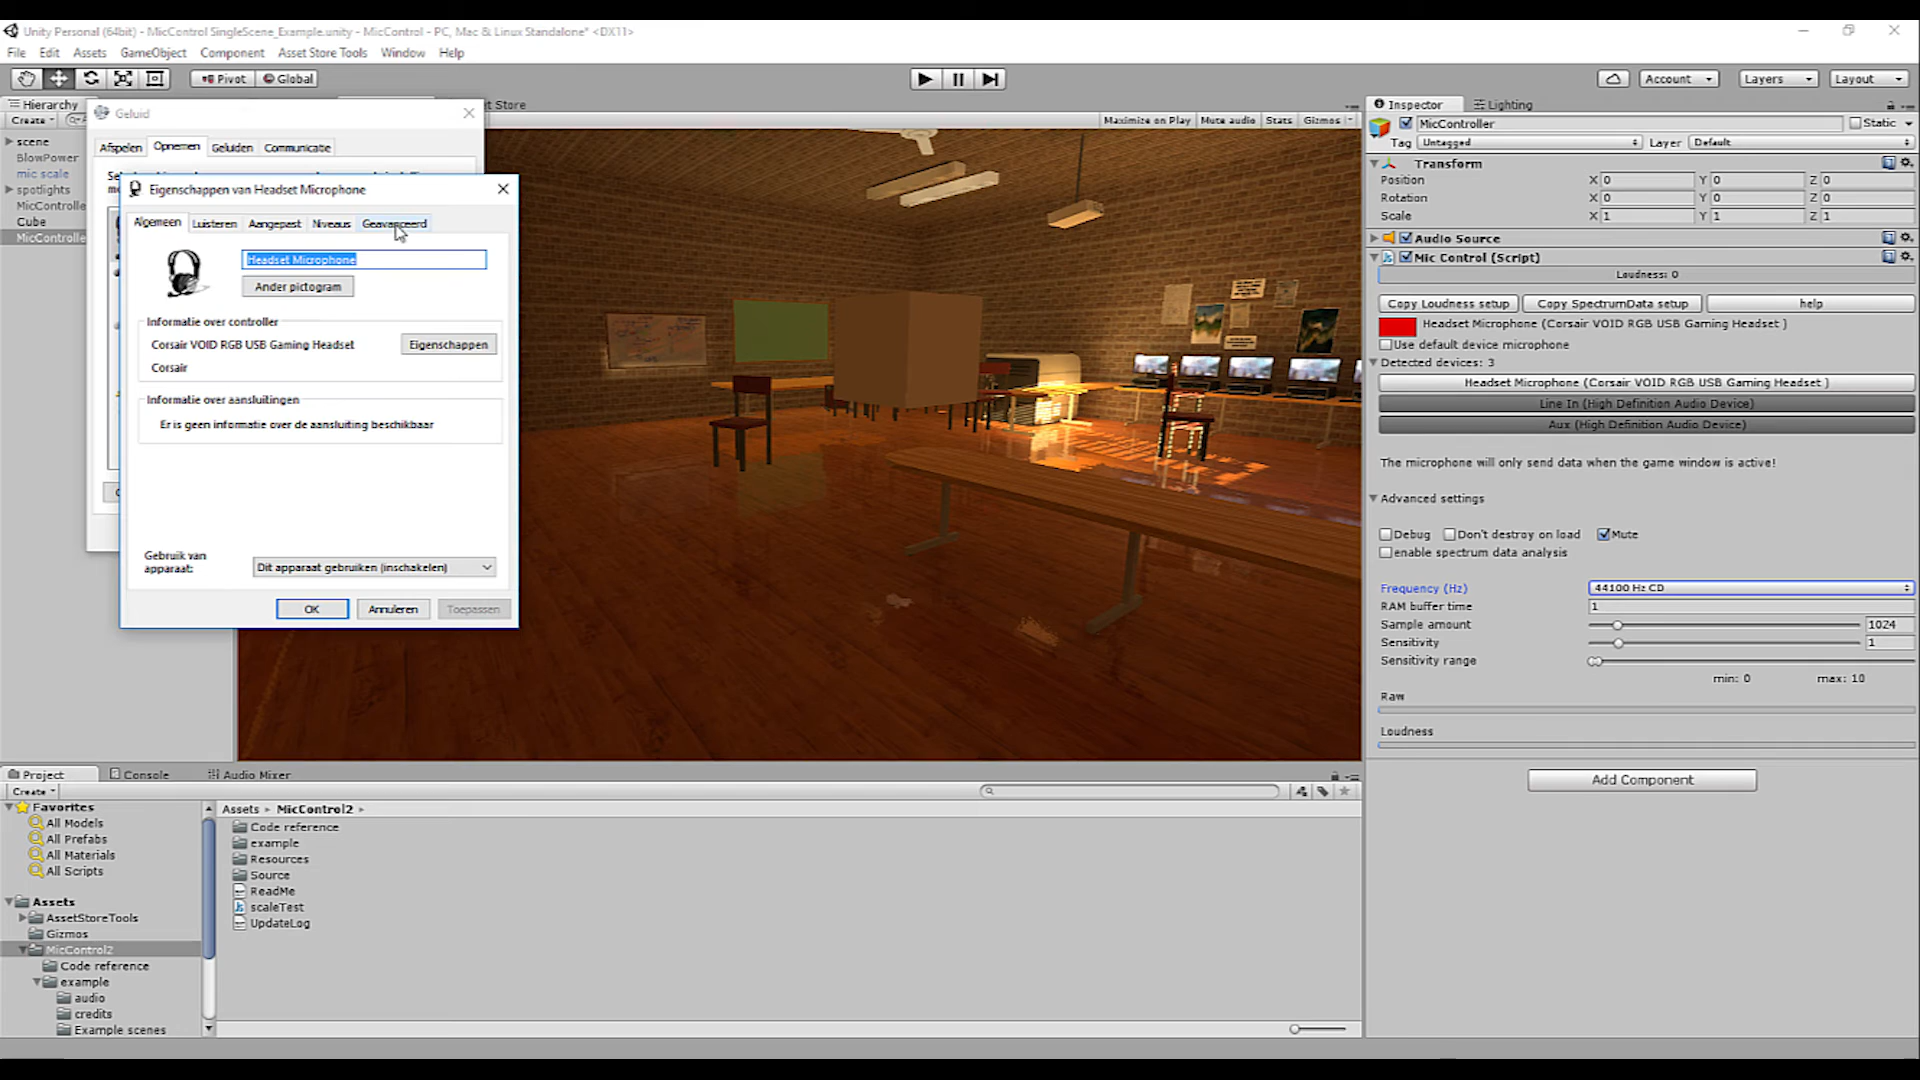 Unity Personal (64bit) - MicControl SingleScene_Example.unity - MicControl - PC, Mac & Linux Standalone* <DX11>
File Edit Assets GameObject Component Asset Store Tools Window Help
Pivot Global Account Layers Layout
Hierarchy
Create
scene
BlowPower
mic scale
spotlights
MicControlle
Cube
MicControlle
Geluid
Afspelen Opnemen Geluiden Communicatie
Eigenschappen van Headset Microphone
Algemeen Luisteren Aangepast Niveaus Geavanceerd
Headset Microphone
Ander pictogram
Informatie over controller
Corsair VOID RGB USB Gaming Headset
Eigenschappen
Corsair
Informatie over aansluitingen
Er is geen informatie over de aansluiting beschikbaar
Gebruik van
apparaat:
Dit apparaat gebruiken (inschakelen)
OK Annuleren Toepassen
et Store
Maximize on Play Mute audio Stats Gizmos
Inspector Lighting
MicController Static
Tag Untagged Layer Default
Transform
Position X 0 Y 0 Z 0
Rotation X 0 Y 0 Z 0
Scale X 1 Y 1 Z 1
Audio Source
Mic Control (Script)
Loudness: 0
Copy Loudness setup Copy SpectrumData setup help
Headset Microphone (Corsair VOID RGB USB Gaming Headset )
Use default device microphone
Detected devices: 3
Headset Microphone (Corsair VOID RGB USB Gaming Headset )
Line In (High Definition Audio Device)
Aux (High Definition Audio Device)
The microphone will only send data when the game window is active!
Advanced settings
Debug Don't destroy on load Mute
enable spectrum data analysis
Frequency (Hz) 44100 Hz CD
RAM buffer time 1
Sample amount 1024
Sensitivity 1
Sensitivity range
min: 0 max: 10
Raw
Loudness
Add Component
Project Console Audio Mixer
Create
Favorites
All Models
All Prefabs
All Materials
All Scripts
Assets
AssetStoreTools
Gizmos
MicControl2
Code reference
example
audio
credits
Example scenes
Assets MicControl2
Code reference
example
Resources
Source
ReadMe
scaleTest
UpdateLog